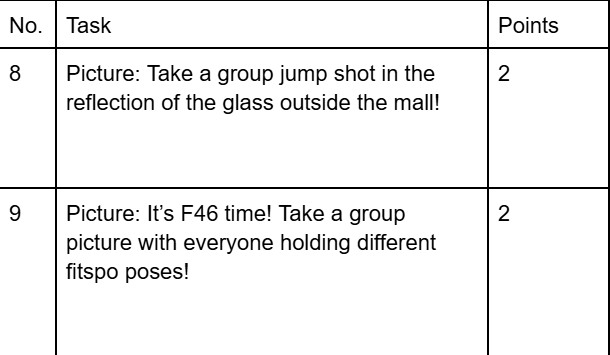 No. Task Points
8 Picture: Take a group jump shot in the 2
reflection of the glass outside the mall!
9 Picture: It’s F46 time! Take a group 2
picture with everyone holding different
fitspo poses!